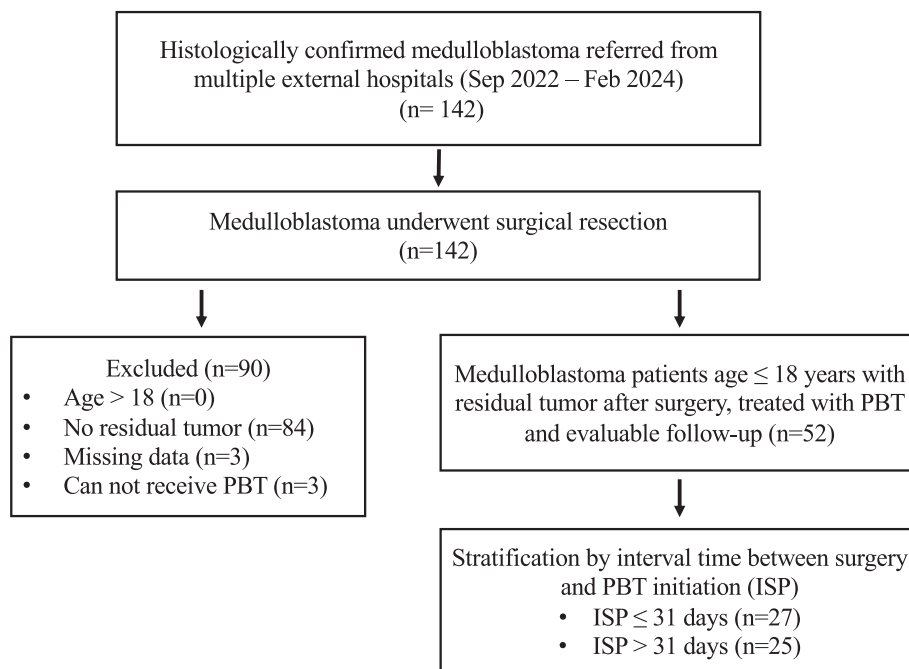 Histologically confirmed medulloblastoma referred from
multiple external hospitals (Sep 2022 – Feb 2024)
(n= 142)
Medulloblastoma underwent surgical resection
(n=142)
Excluded (n=90)
• Age > 18 (n=0)
• No residual tumor (n=84)
• Missing data (n=3)
• Can not receive PBT (n=3)
Medulloblastoma patients age ≤ 18 years with
residual tumor after surgery, treated with PBT
and evaluable follow-up (n=52)
Stratification by interval time between surgery
and PBT initiation (ISP)
• ISP ≤ 31 days (n=27)
• ISP > 31 days (n=25)